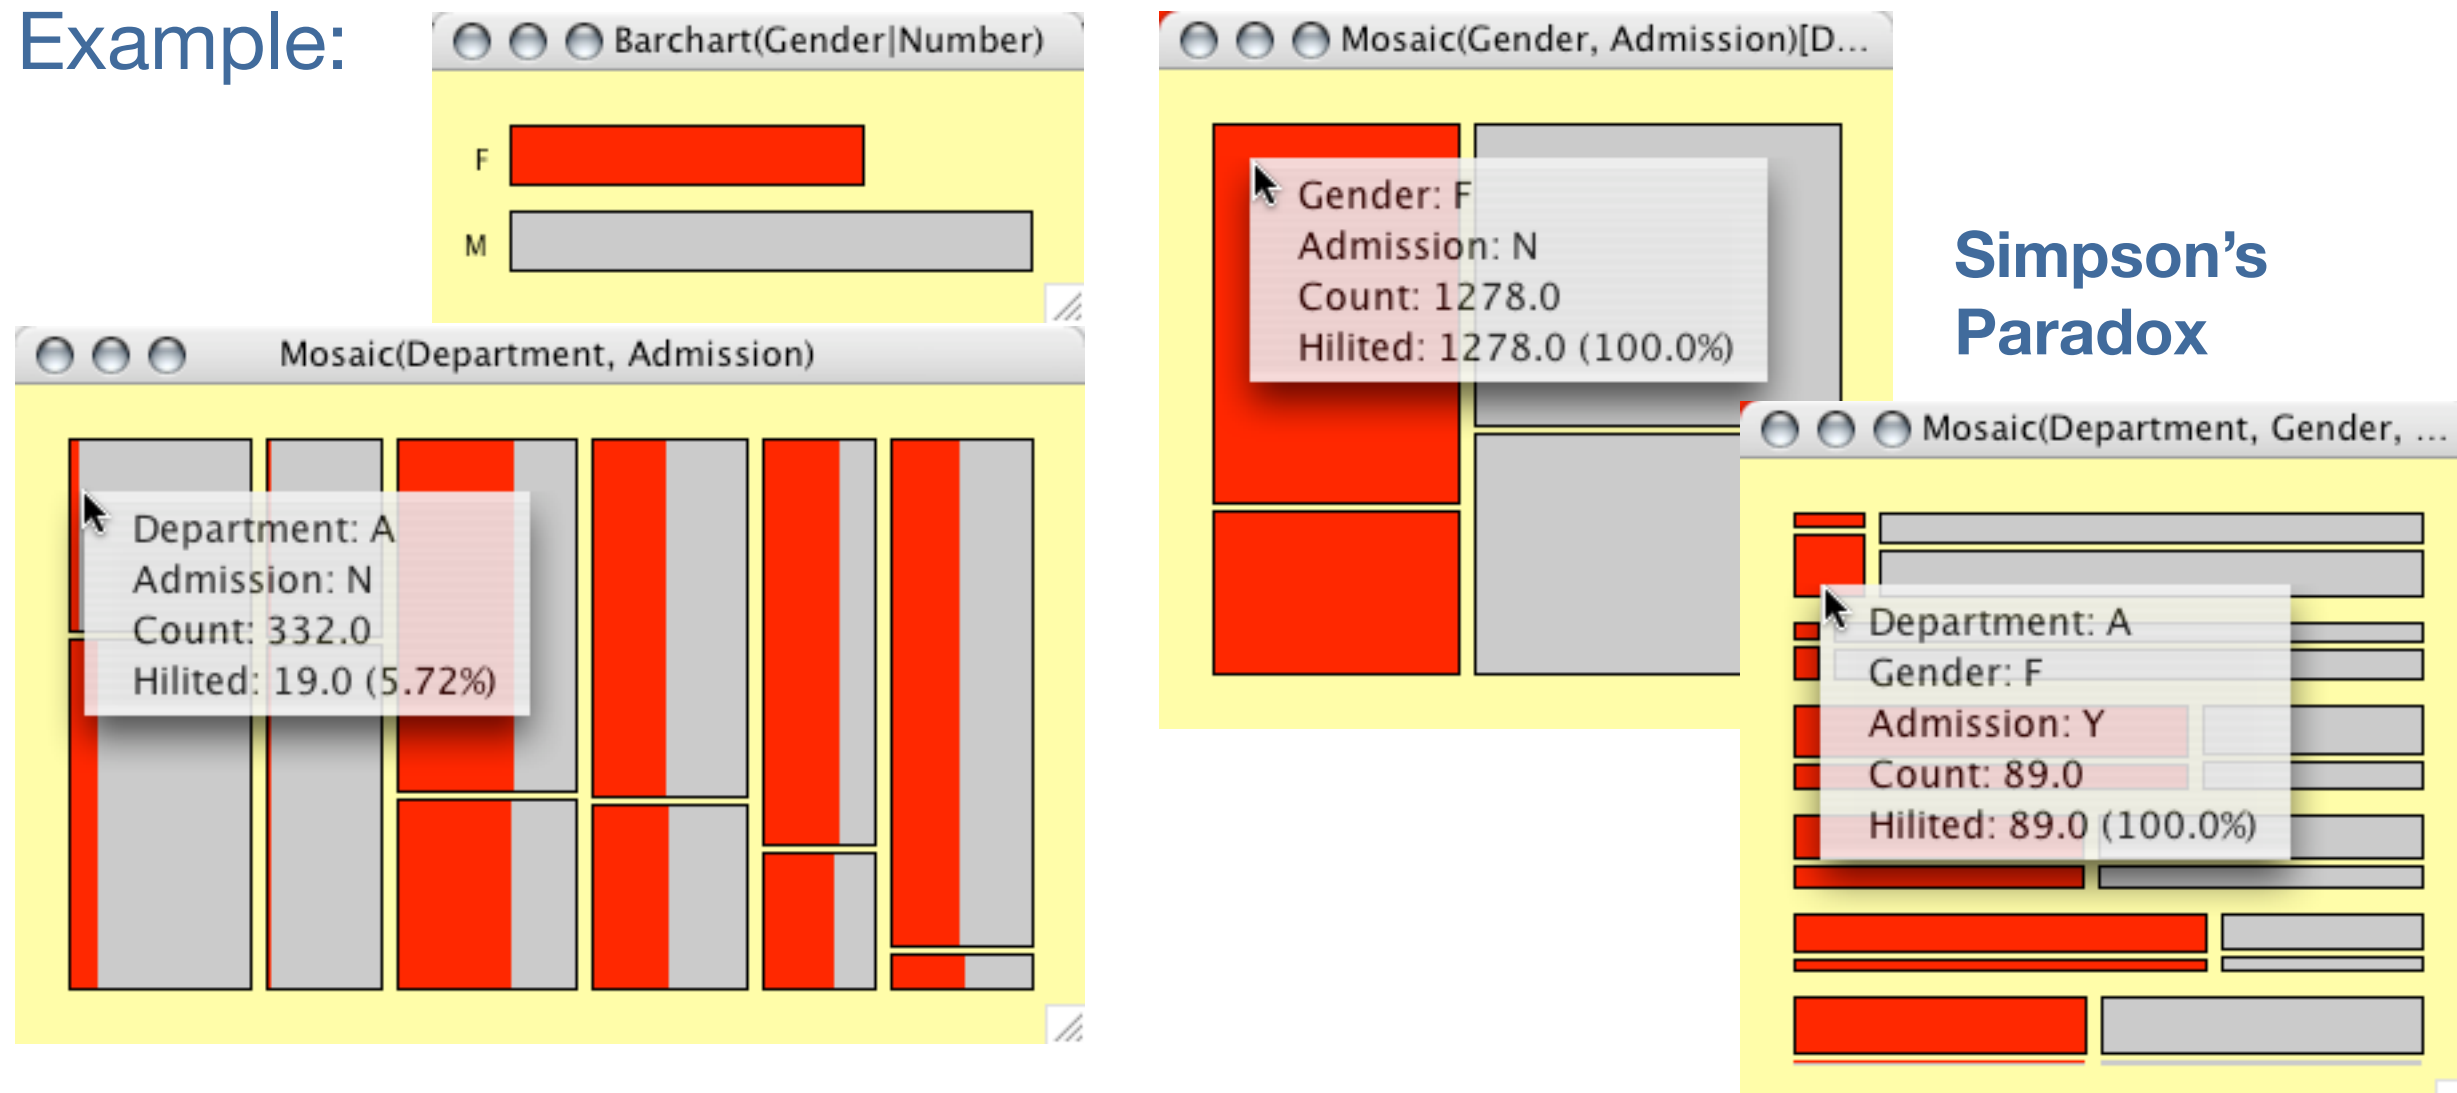 Example:
Barchart(Gender|Number)
F
M
Mosaic(Department, Admission)
Department: A
Admission: N
Count: 332.0
Hilited: 19.0 (5.72%)
Mosaic(Gender, Admission)[D...
Gender: F
Admission: N
Count: 1278.0
Hilited: 1278.0 (100.0%)
Simpson’s
Paradox
Mosaic(Department, Gender, ...
Department: A
Gender: F
Admission: Y
Count: 89.0
Hilited: 89.0 (100.0%)